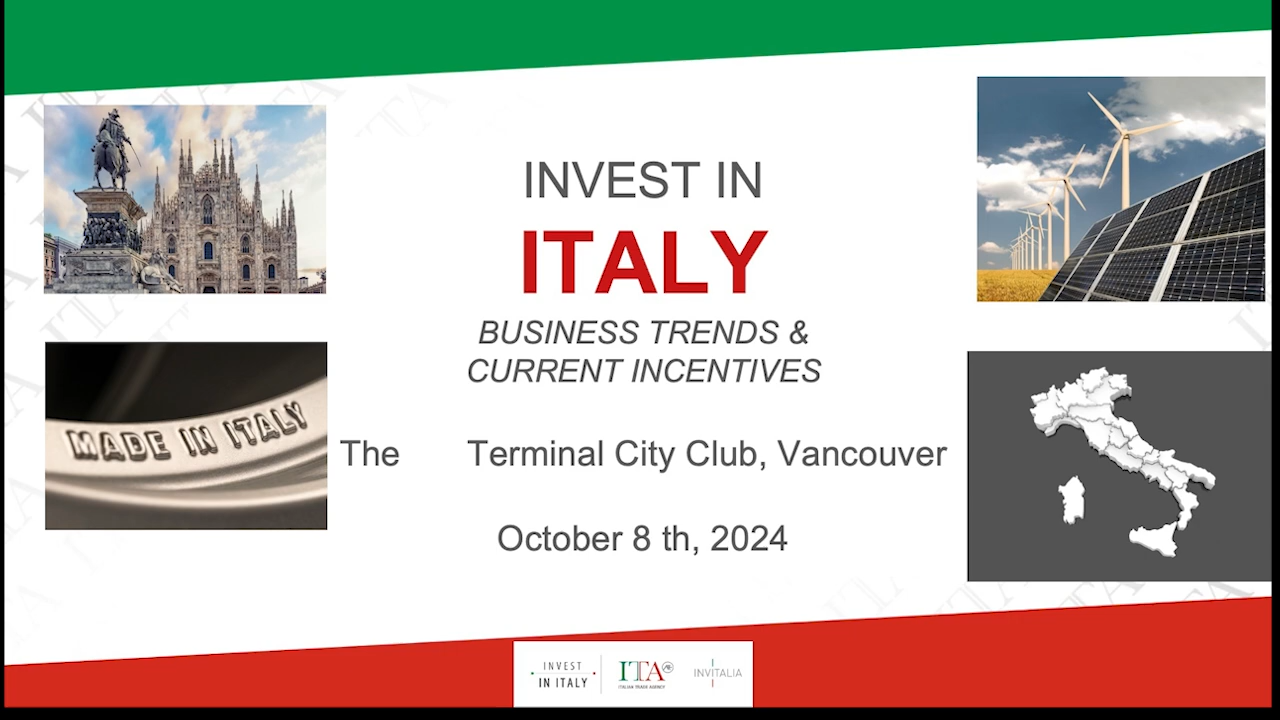 INVEST IN
ITALY
BUSINESS TRENDS &
CURRENT INCENTIVES
MADE IN ITALY
The Terminal City Club, Vancouver
October 8 th, 2024
INVEST
IN ITALY
ITA
ITALIAN TRADE AGENCY
INVITALIA